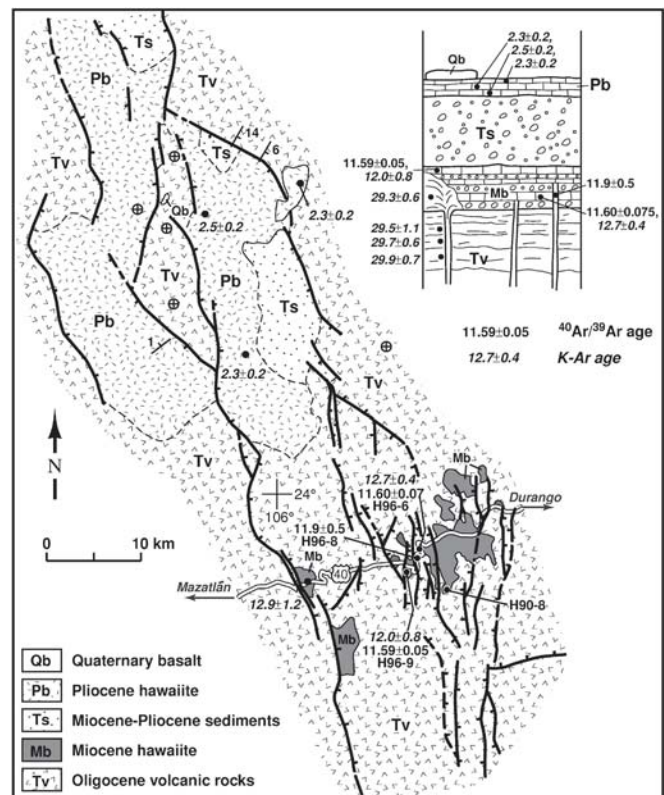 Ts
Pb
Tv
14
6
Ts
Tv
Qb
2.5±0.2
2.3±0.2
Tv
Pb
Ts
Pb
1
2.3±0.2
Tv
N
Tv
24°
106°
0 10 km
Mb
Durango
12.7±0.4
11.60±0.07
H96-6
11.9±0.5
H96-8
Mb
40
Mazatlán
12.9±1.2
H90-8
12.0±0.8
11.59±0.05
H96-9
Mb
Tv
2.3±0.2,
2.5±0.2,
2.3±0.2
Qb
Pb
Ts
11.59±0.05,
12.0±0.8
11.9±0.5
Mb
29.3±0.6
11.60±0.075,
12.7±0.4
29.5±1.1
29.7±0.6
29.9±0.7
Tv
11.59±0.05 40Ar/39Ar age
12.7±0.4 K-Ar age
Qb Quaternary basalt
Pb Pliocene hawaiite
Ts Miocene-Pliocene sediments
Mb Miocene hawaiite
Tv Oligocene volcanic rocks